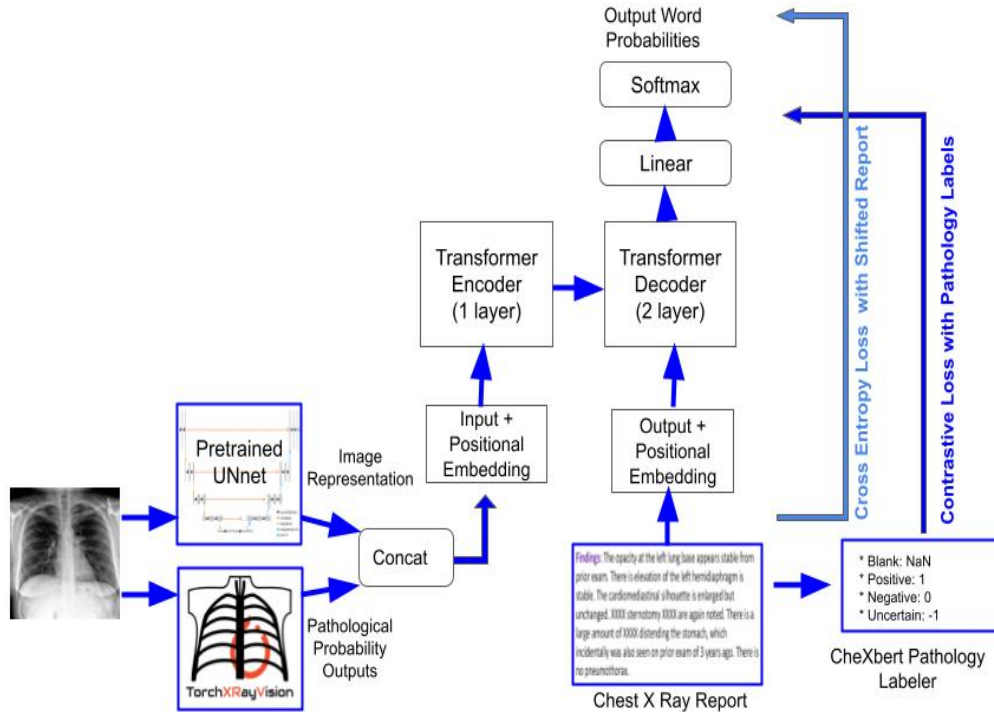 Output Word
Probabilities
Softmax
Linear
Transformer
Encoder
(1 layer)
Transformer
Decoder
(2 layer)
Cross Entropy Loss with Shifted Report
Contrastive Loss with Pathology Labels
Input +
Positional
Embedding
Output +
Positional
Embedding
Pretrained
UNnet
Image
Representation
Concat
Pathological
Probability
Outputs
TorchXRayVision
Findings: The opacity at the left lung base appears stable from
prior exam. There is elevation of the left hemidiaphragm is
stable. The cardiomediastinal silhouette is enlarged but
unchanged. XXXX sternotomy XXXX are again noted. There is a
large amount of XXXX distending the stomach, which
incidentally was also seen on prior exam of 3 years ago. There is
no pneumothorax.
Chest X Ray Report
* Blank: NaN
* Positive: 1
* Negative: 0
* Uncertain: -1
CheXbert Pathology
Labeler